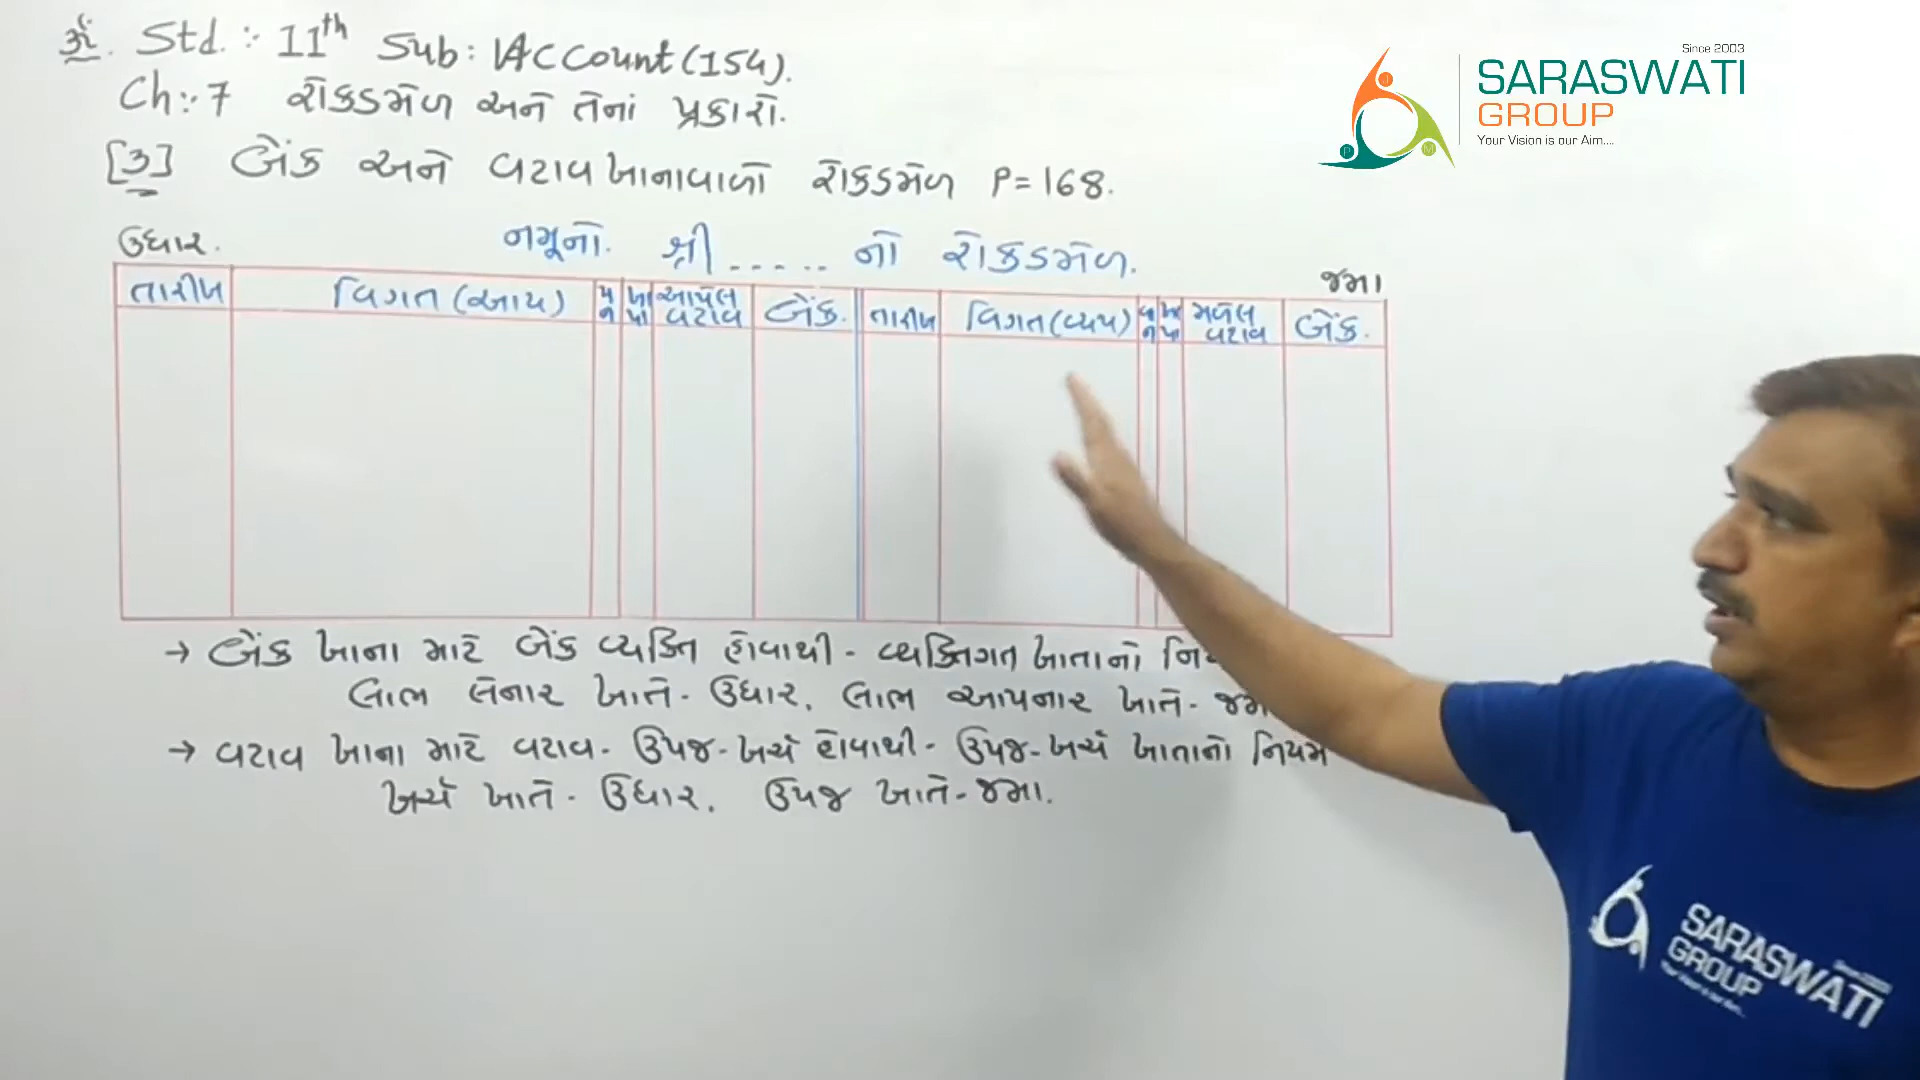 ૐ. Std. :- 11th Sub: Account (154).
Ch:- 7 રોકડમેળ અને તેનાં પ્રકારો.
[3] બેંક અને વટાવ ખાનાવાળો રોકડમેળ P=168.
ઉધાર. નમૂનો. શ્રી ...... નો રોકડમેળ. જમા
તારીખ વિગત (આય) પ ન ખા પા આપેલ વટાવ બેંક. તારીખ વિગત (વ્યય) ખા પા મળેલ વટાવ બેંક.
→ બેંક ખાના માટે બેંક વ્યક્તિ હોવાથી - વ્યક્તિગત ખાતાનો
લાભ લેનાર ખાતે - ઉધાર, લાભ આપનાર ખાતે -
→ વટાવ ખાના માટે વટાવ - ઉપજ-ખર્ચ હોવાથી - ઉપજ-ખર્ચ ખાતાનો નિયમ
ખર્ચ ખાતે - ઉધાર. ઉપજ ખાતે - જમા.
Since 2003
SARASWATI
GROUP
Your Vision is our Aim....
SARASWATI
GROUP